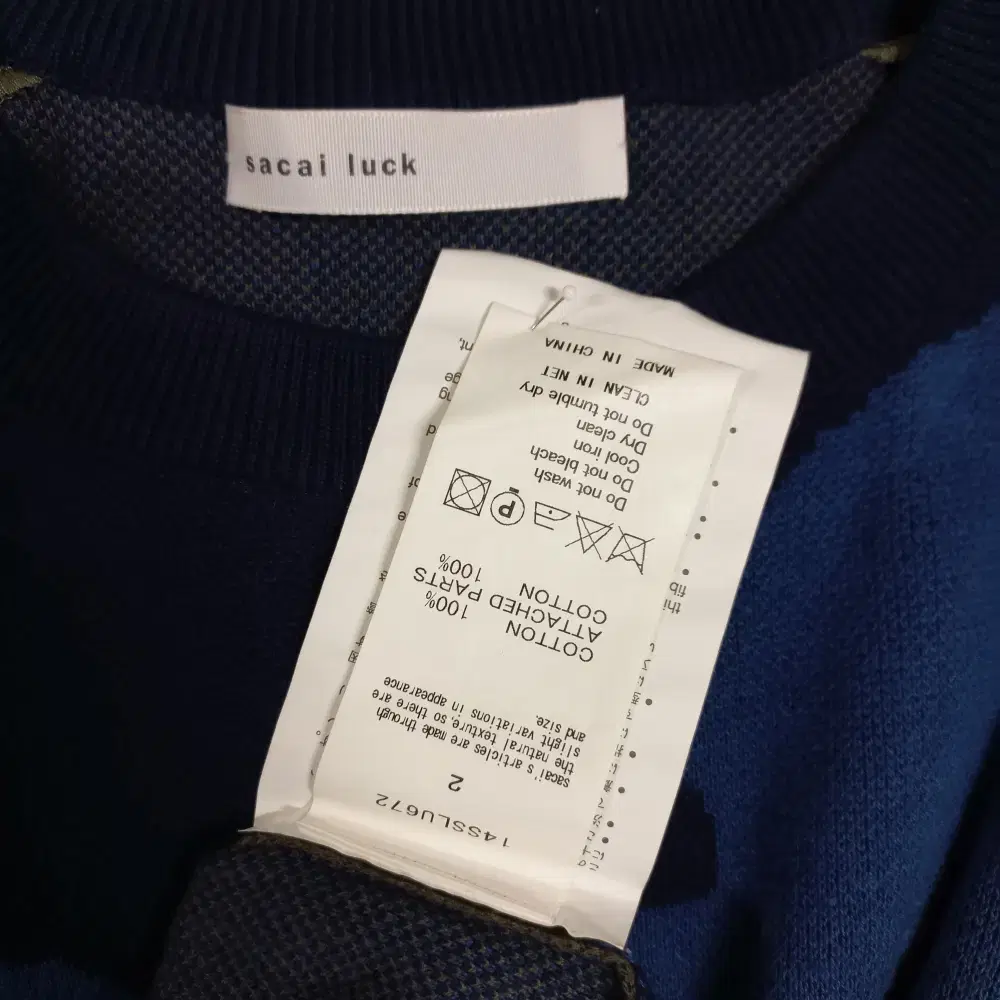 sacai luck
14SSLU672
2
sacai's articles are made through
the natural texture, so there are
slight variations in appearance
and size.
COTTON 100%
ATTACHED PARTS
COTTON 100%
P
Do not wash
Do not bleach
Cool iron
Dry clean
Do not tumble dry
CLEAN IN NET
MADE IN CHINA